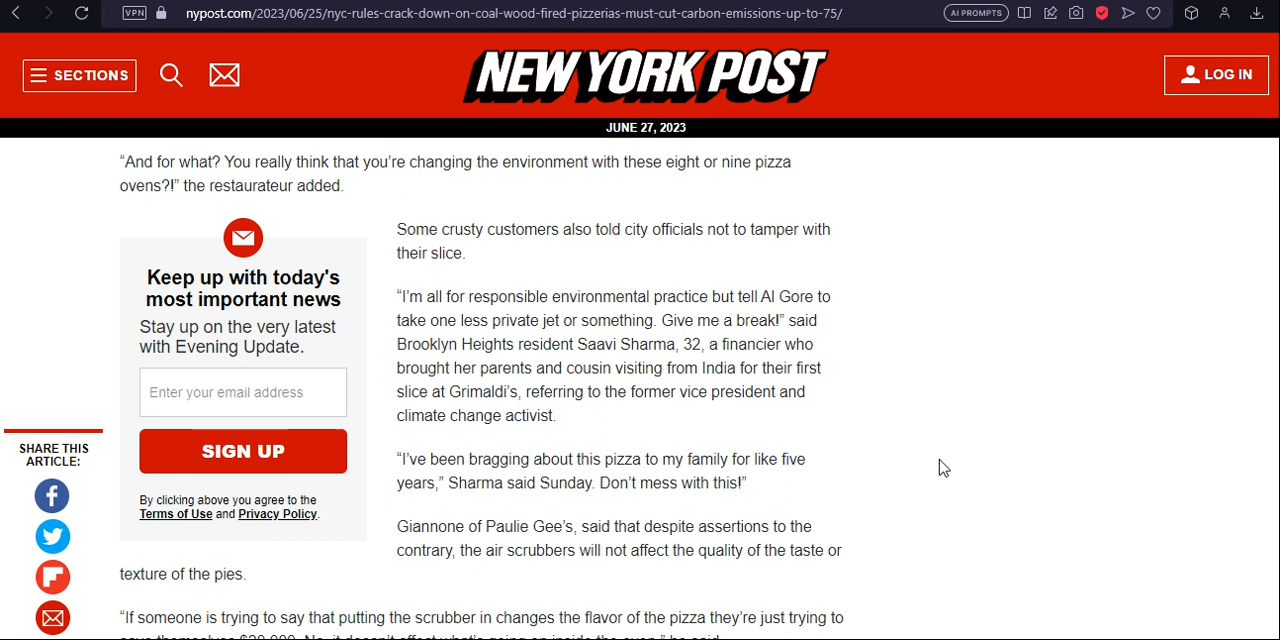 VPN
nypost.com/2023/06/25/nyc-rules-crack-down-on-coal-wood-fired-pizzerias-must-cut-carbon-emissions-up-to-75/
AI PROMPTS
SECTIONS
NEW YORK POST
LOG IN
JUNE 27, 2023
“And for what? You really think that you’re changing the environment with these eight or nine pizza
ovens?!” the restaurateur added.
Keep up with today's
most important news
Stay up on the very latest
with Evening Update.
Enter your email address
SIGN UP
By clicking above you agree to the
Terms of Use and Privacy Policy.
Some crusty customers also told city officials not to tamper with
their slice.
“I’m all for responsible environmental practice but tell Al Gore to
take one less private jet or something. Give me a break!” said
Brooklyn Heights resident Saavi Sharma, 32, a financier who
brought her parents and cousin visiting from India for their first
slice at Grimaldi’s, referring to the former vice president and
climate change activist.
“I’ve been bragging about this pizza to my family for like five
years,” Sharma said Sunday. Don’t mess with this!”
Giannone of Paulie Gee’s, said that despite assertions to the
contrary, the air scrubbers will not affect the quality of the taste or
texture of the pies.
“If someone is trying to say that putting the scrubber in changes the flavor of the pizza they’re just trying to
SHARE THIS
ARTICLE: